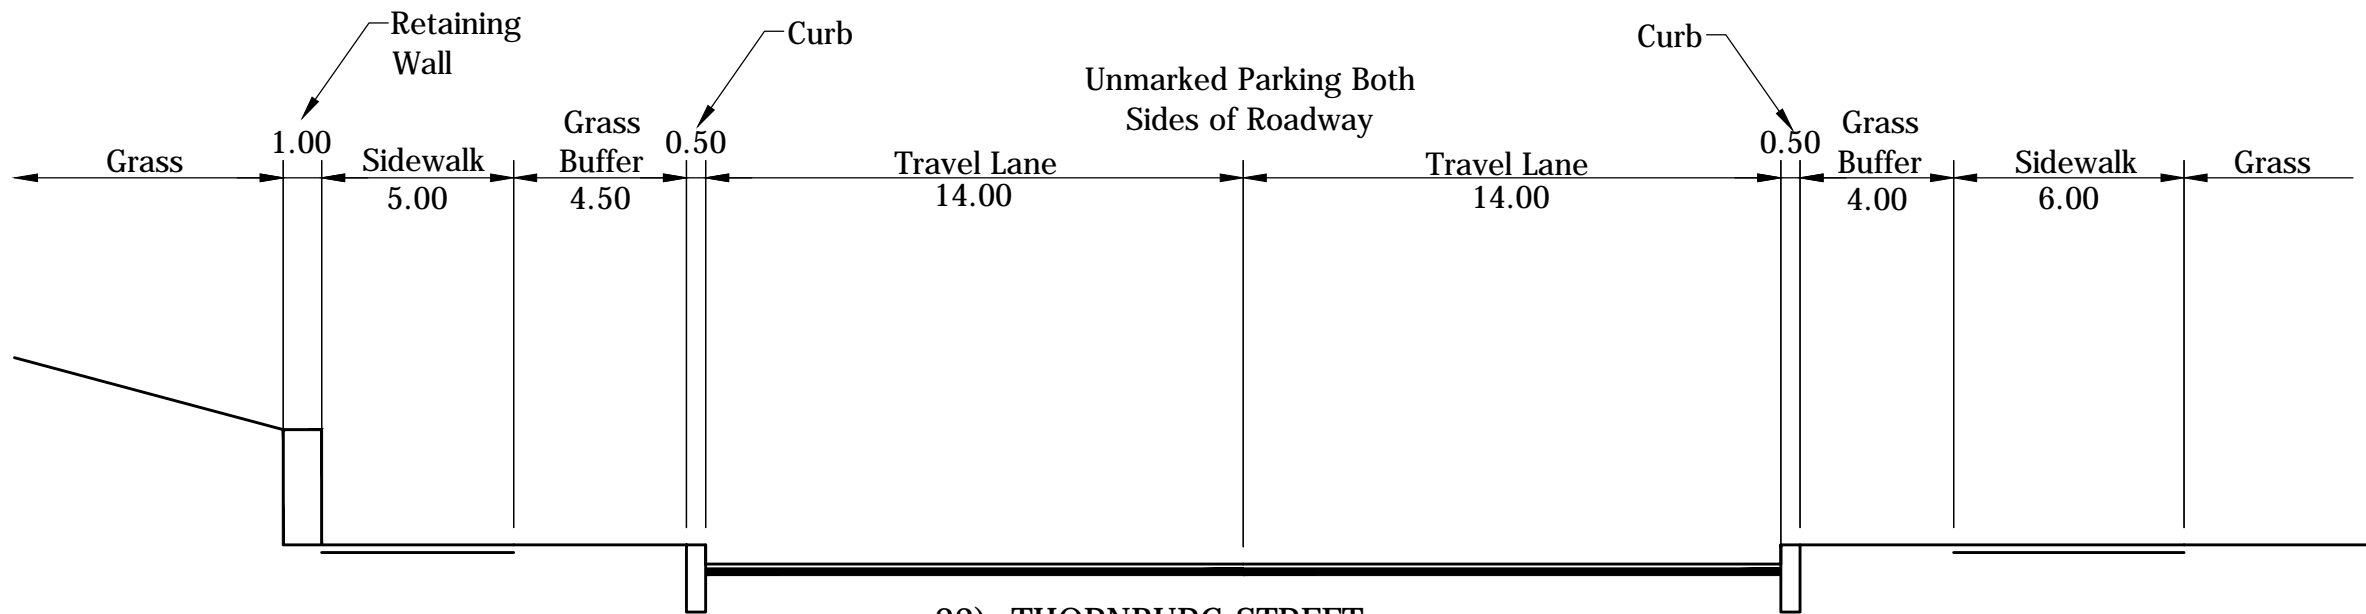 Retaining
Wall
Curb
Curb
Unmarked Parking Both
Sides of Roadway
Grass
1.00
Sidewalk
5.00
Grass
Buffer
4.50
0.50
Travel Lane
14.00
Travel Lane
14.00
0.50
Grass
Buffer
4.00
Sidewalk
6.00
Grass
THORNBURG STREET